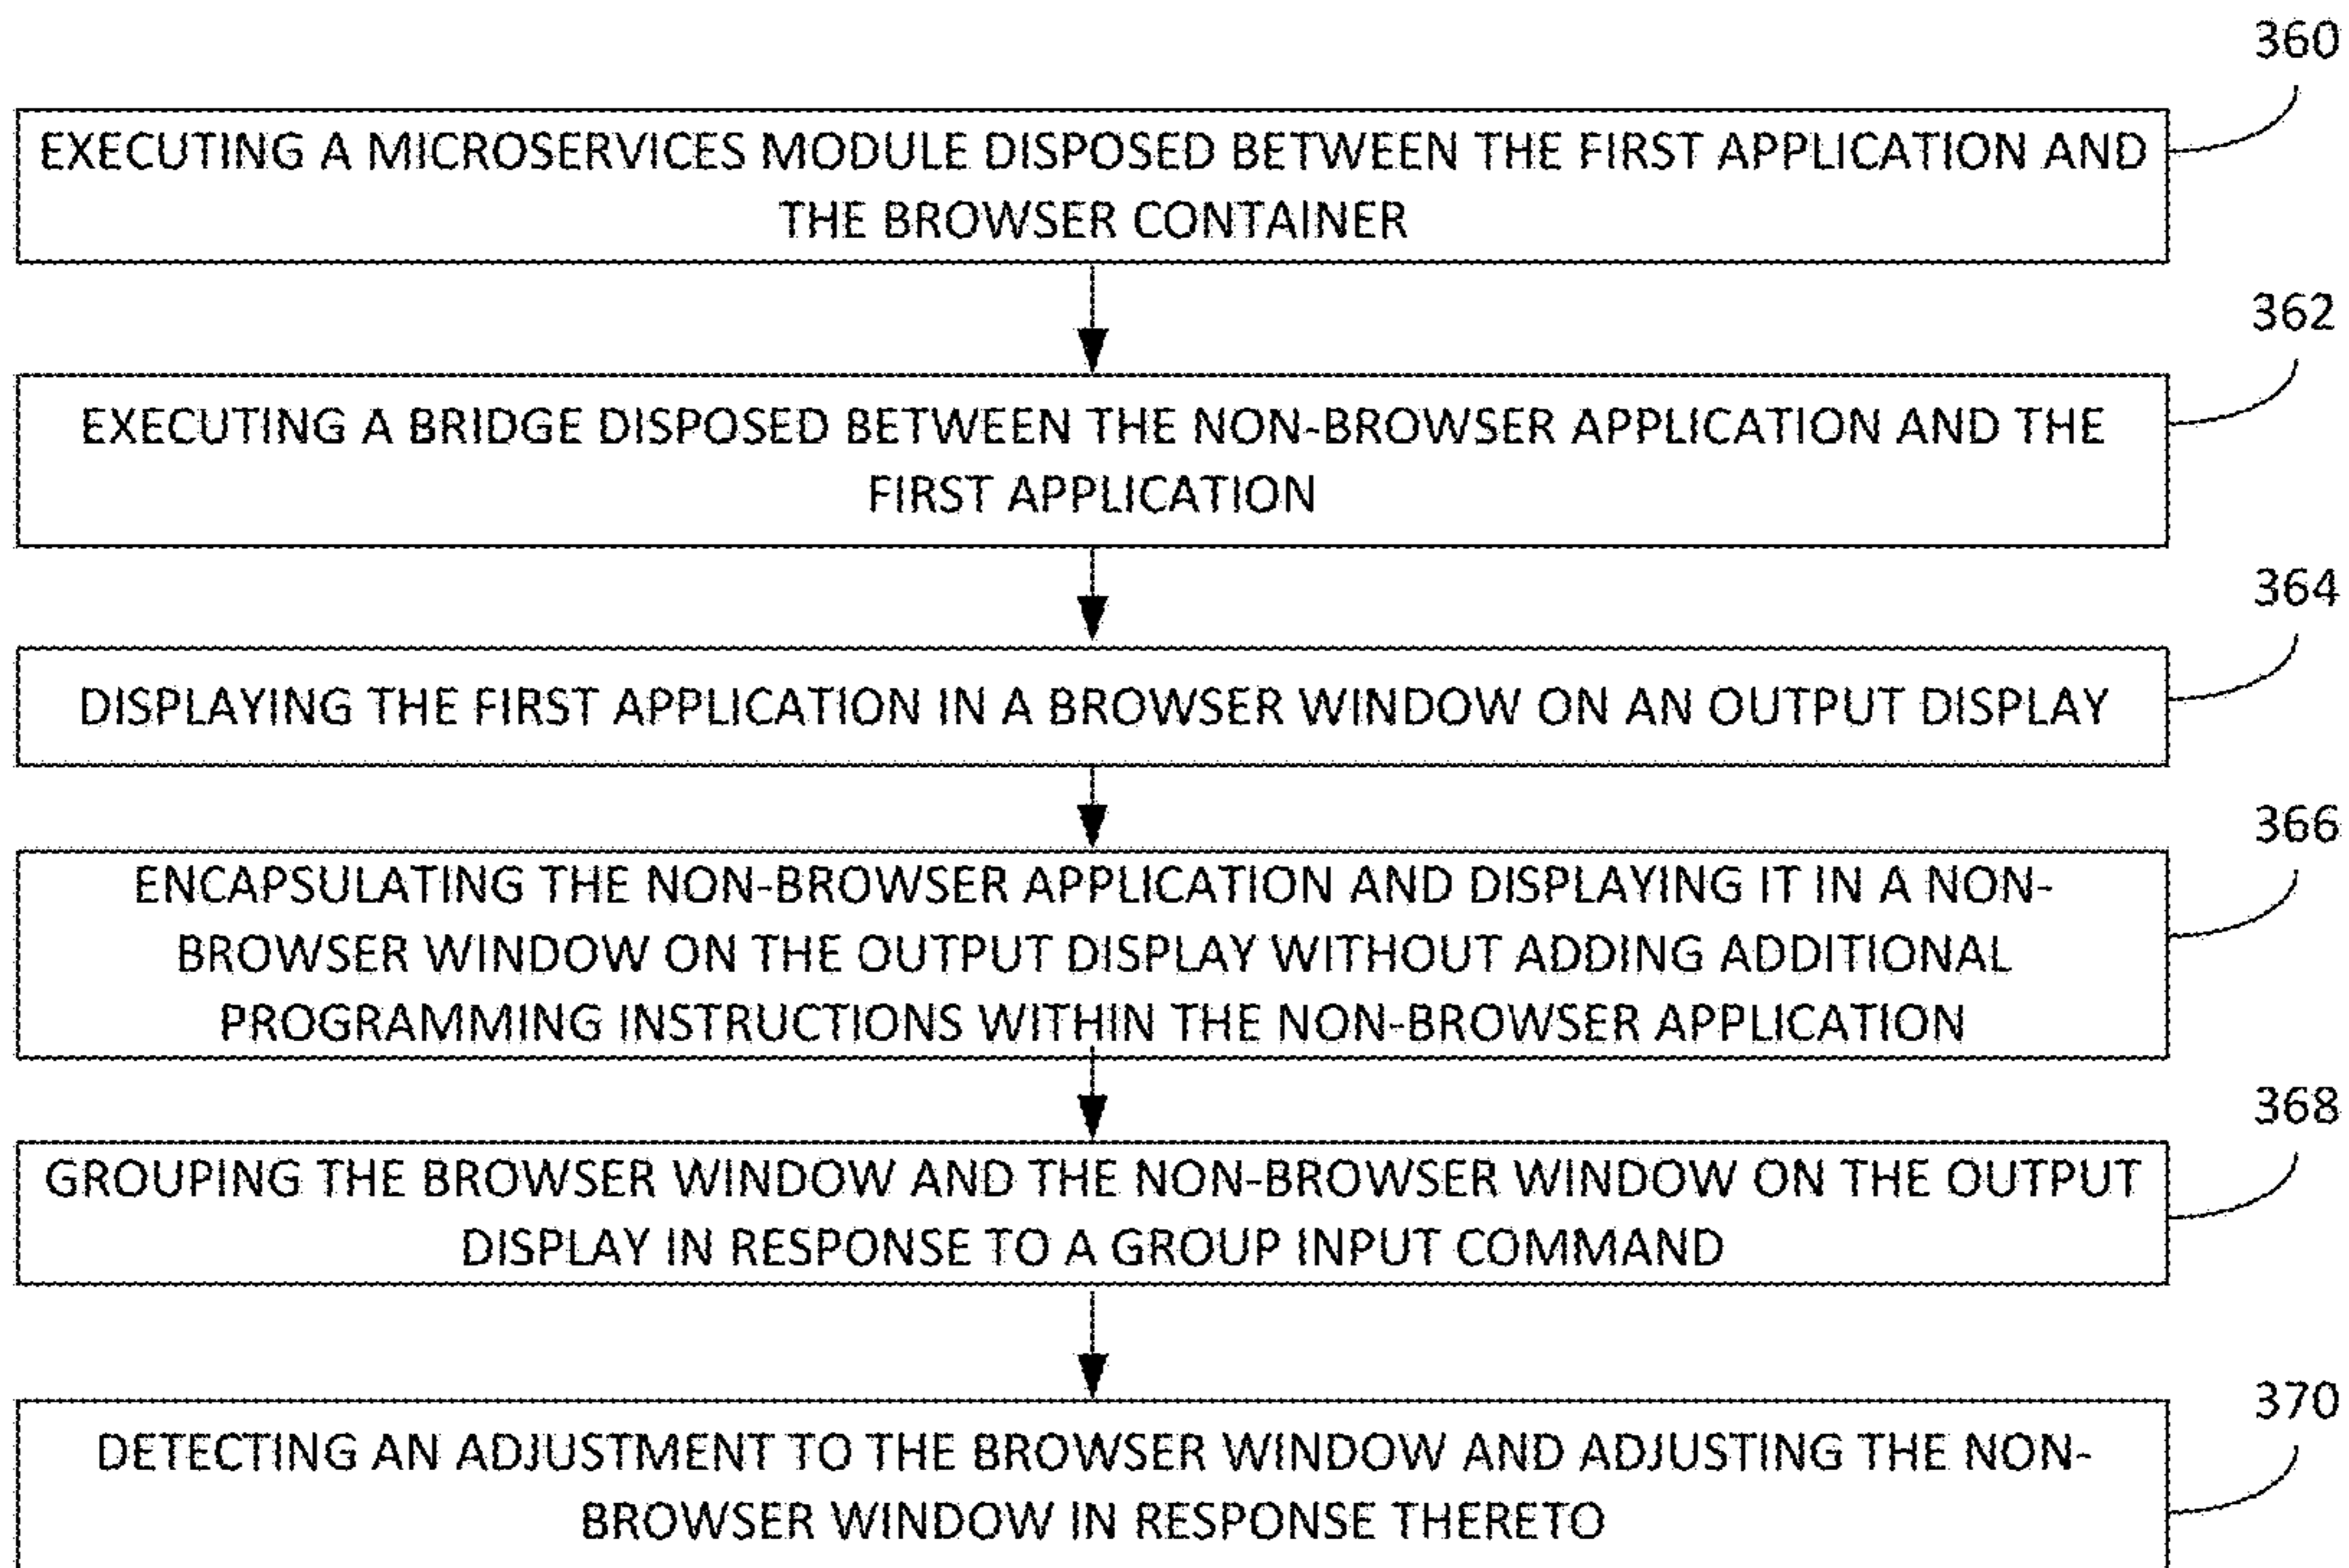 360
EXECUTING A MICROSERVICES MODULE DISPOSED BETWEEN THE FIRST APPLICATION AND
THE BROWSER CONTAINER
362
EXECUTING A BRIDGE DISPOSED BETWEEN THE NON-BROWSER APPLICATION AND THE
FIRST APPLICATION
364
DISPLAYING THE FIRST APPLICATION IN A BROWSER WINDOW ON AN OUTPUT DISPLAY
366
ENCAPSULATING THE NON-BROWSER APPLICATION AND DISPLAYING IT IN A NON-
BROWSER WINDOW ON THE OUTPUT DISPLAY WITHOUT ADDING ADDITIONAL
PROGRAMMING INSTRUCTIONS WITHIN THE NON-BROWSER APPLICATION
368
GROUPING THE BROWSER WINDOW AND THE NON-BROWSER WINDOW ON THE OUTPUT
DISPLAY IN RESPONSE TO A GROUP INPUT COMMAND
370
DETECTING AN ADJUSTMENT TO THE BROWSER WINDOW AND ADJUSTING THE NON-
BROWSER WINDOW IN RESPONSE THERETO